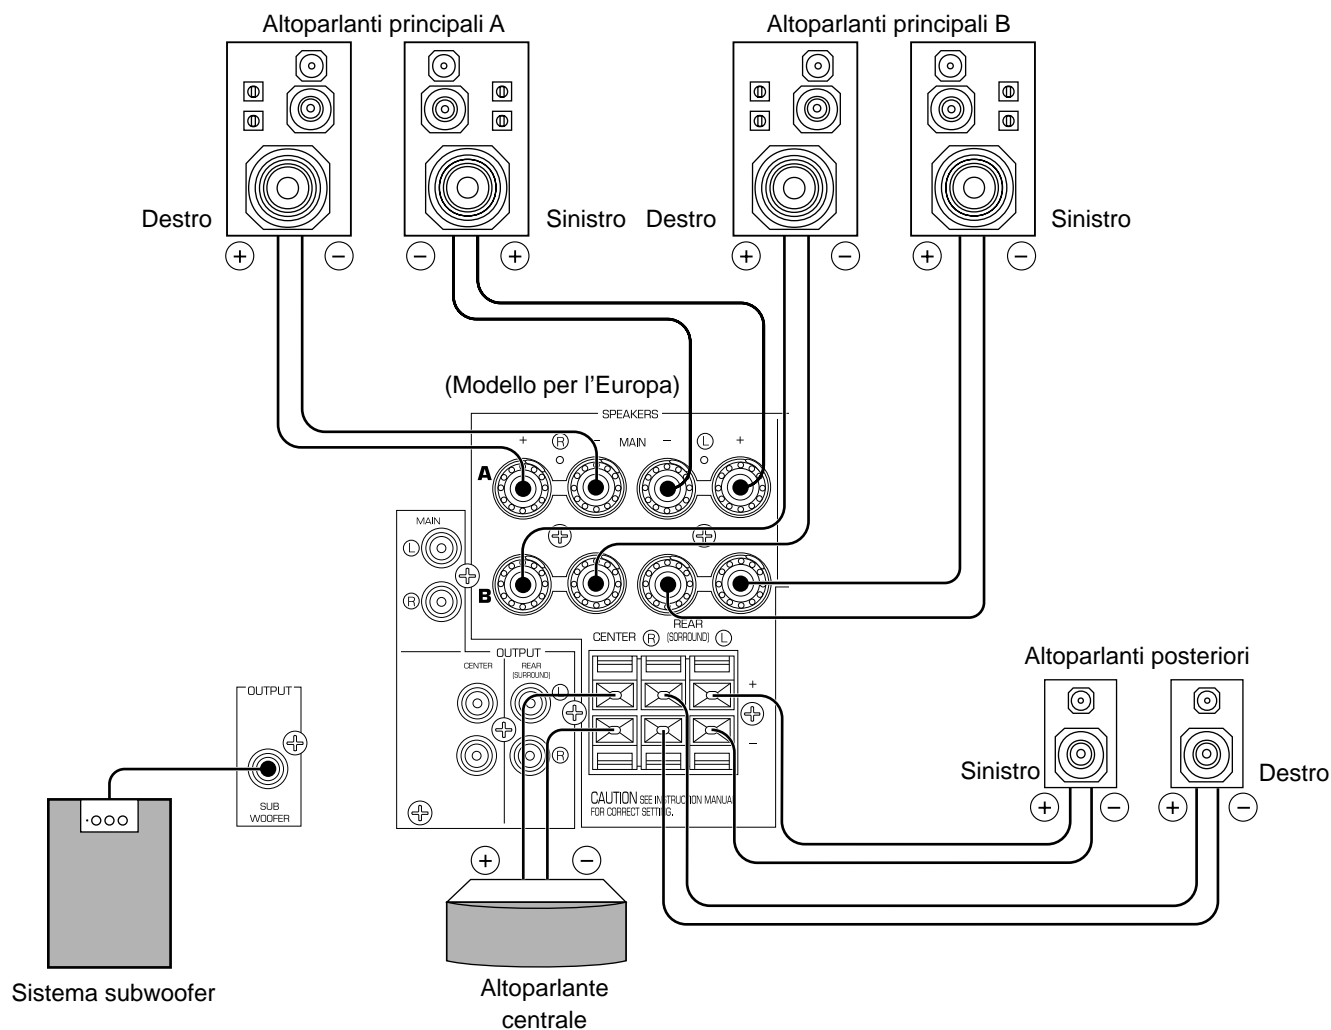 Altoparlanti principali A
Altoparlanti principali B
Destro
Sinistro
Destro
Sinistro
+ −
− +
+ −
+ −
(Modello per l'Europa)
SPEAKERS
+ R − MAIN − L +
A
MAIN
L
R
B
REAR
CENTER R (SORROUND) L
OUTPUT
CENTER
REAR
(SURROUND)
L
R
+
−
Altoparlanti posteriori
Sinistro
Destro
+ −
+ −
OUTPUT
SUB
WOOFER
CAUTION SEE INSTRUCTION MANUAL
FOR CORRECT SETTING.
+ −
Sistema subwoofer
Altoparlante
centrale